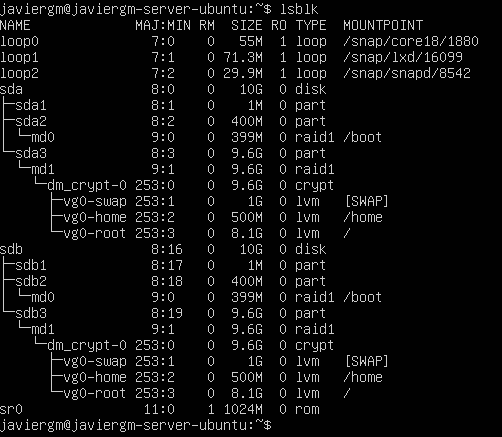 javiergm@javiergm-server-ubuntu:~$ lsblk
NAME MAJ:MIN RM SIZE RO TYPE MOUNTPOINT
loop0 7:0 0 55M 1 loop /snap/core18/1880
loop1 7:1 0 71.3M 1 loop /snap/lxd/16099
loop2 7:2 0 29.9M 1 loop /snap/snapd/8542
sda 8:0 0 10G 0 disk
├─sda1 8:1 0 1M 0 part
├─sda2 8:2 0 400M 0 part
│ └─md0 9:0 0 399M 0 raid1 /boot
└─sda3 8:3 0 9.6G 0 part
  └─md1 9:1 0 9.6G 0 raid1
    └─dm_crypt-0 253:0 0 9.6G 0 crypt
      ├─vg0-swap 253:1 0 1G 0 lvm [SWAP]
      ├─vg0-home 253:2 0 500M 0 lvm /home
      └─vg0-root 253:3 0 8.1G 0 lvm /
sdb 8:16 0 10G 0 disk
├─sdb1 8:17 0 1M 0 part
├─sdb2 8:18 0 400M 0 part
│ └─md0 9:0 0 399M 0 raid1 /boot
└─sdb3 8:19 0 9.6G 0 part
  └─md1 9:1 0 9.6G 0 raid1
    └─dm_crypt-0 253:0 0 9.6G 0 crypt
      ├─vg0-swap 253:1 0 1G 0 lvm [SWAP]
      ├─vg0-home 253:2 0 500M 0 lvm /home
      └─vg0-root 253:3 0 8.1G 0 lvm /
sr0 11:0 1 1024M 0 rom
javiergm@javiergm-server-ubuntu:~$